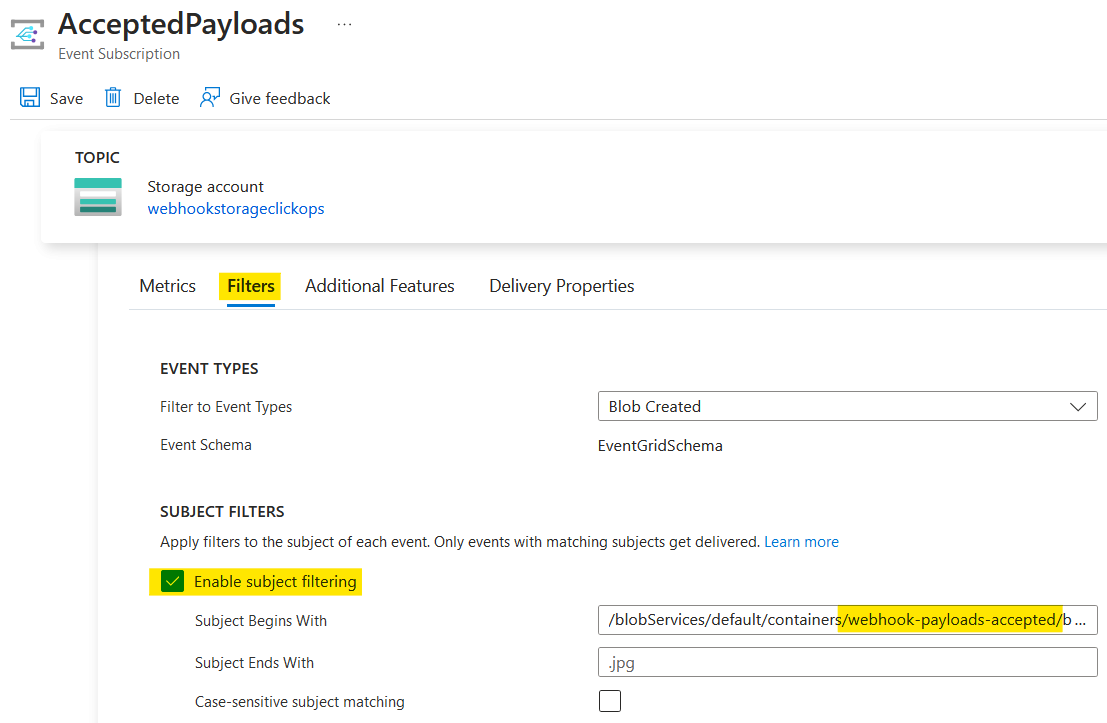 AcceptedPayloads ...
Event Subscription
Save Delete Give feedback
TOPIC
Storage account
webhookstorageclickops
Metrics Filters Additional Features Delivery Properties
EVENT TYPES
Filter to Event Types Blob Created
Event Schema EventGridSchema
SUBJECT FILTERS
Apply filters to the subject of each event. Only events with matching subjects get delivered. Learn more
Enable subject filtering
Subject Begins With /blobServices/default/containers/webhook-payloads-accepted/b ...
Subject Ends With .jpg
Case-sensitive subject matching